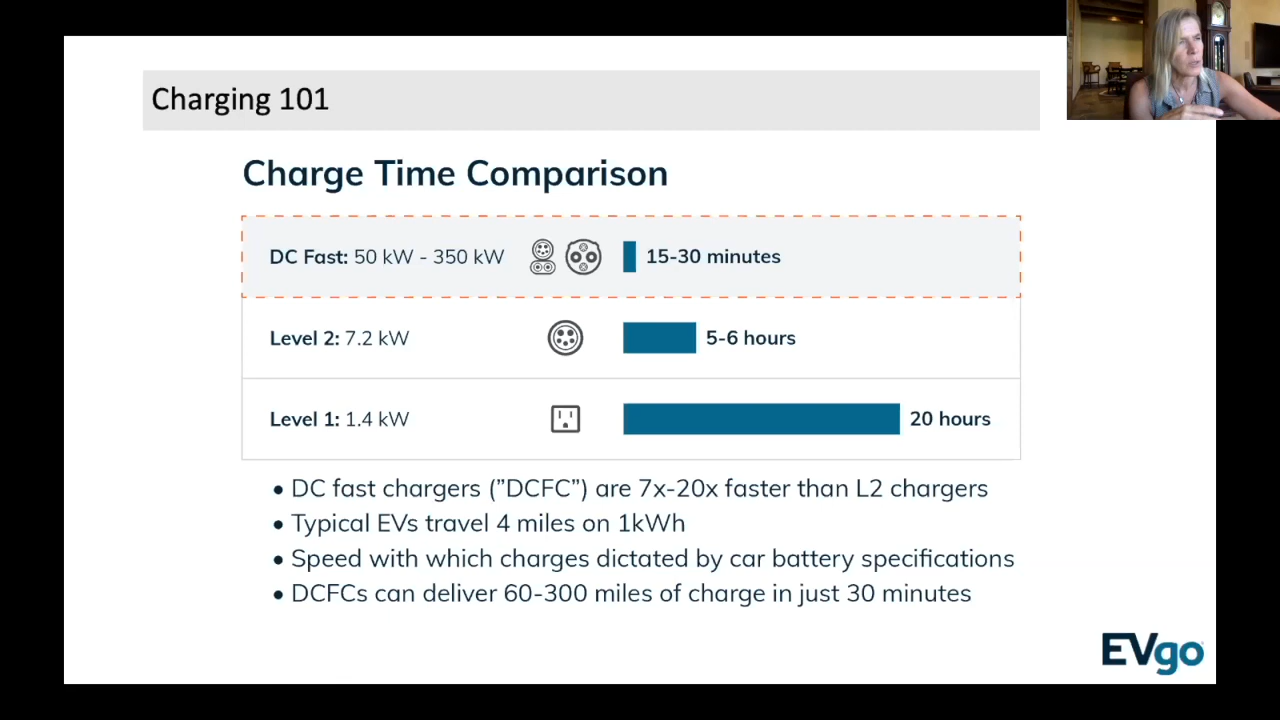 Charging 101
Charge Time Comparison
DC Fast: 50 kW - 350 kW 15-30 minutes
Level 2: 7.2 kW 5-6 hours
Level 1: 1.4 kW 20 hours
• DC fast chargers (”DCFC”) are 7x-20x faster than L2 chargers
• Typical EVs travel 4 miles on 1kWh
• Speed with which charges dictated by car battery specifications
• DCFCs can deliver 60-300 miles of charge in just 30 minutes
EVgo